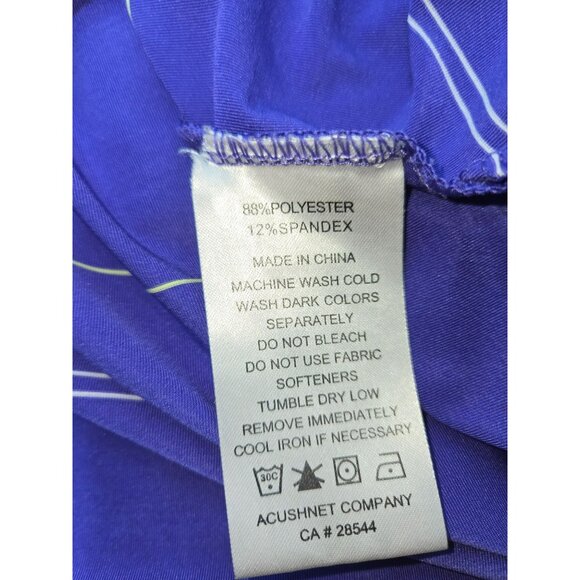 88%POLYESTER
12%SPANDEX
MADE IN CHINA
MACHINE WASH COLD
WASH DARK COLORS
SEPARATELY
DO NOT BLEACH
DO NOT USE FABRIC
SOFTENERS
TUMBLE DRY LOW
REMOVE IMMEDIATELY
COOL IRON IF NECESSARY
30C
ACUSHNET COMPANY
CA # 28544